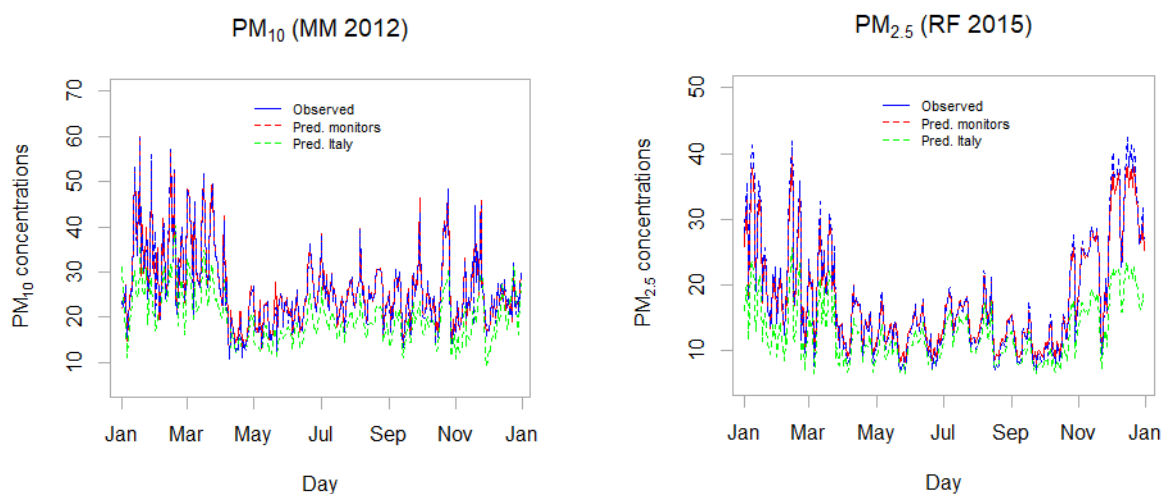 PM10 (MM 2012)
PM10 concentrations
70
60
50
40
30
20
10
Observed
Pred. monitors
Pred. Italy
Jan Mar May Jul Sep Nov Jan
Day
PM2.5 (RF 2015)
PM2.5 concentrations
50
40
30
20
10
Observed
Pred. monitors
Pred. Italy
Jan Mar May Jul Sep Nov Jan
Day